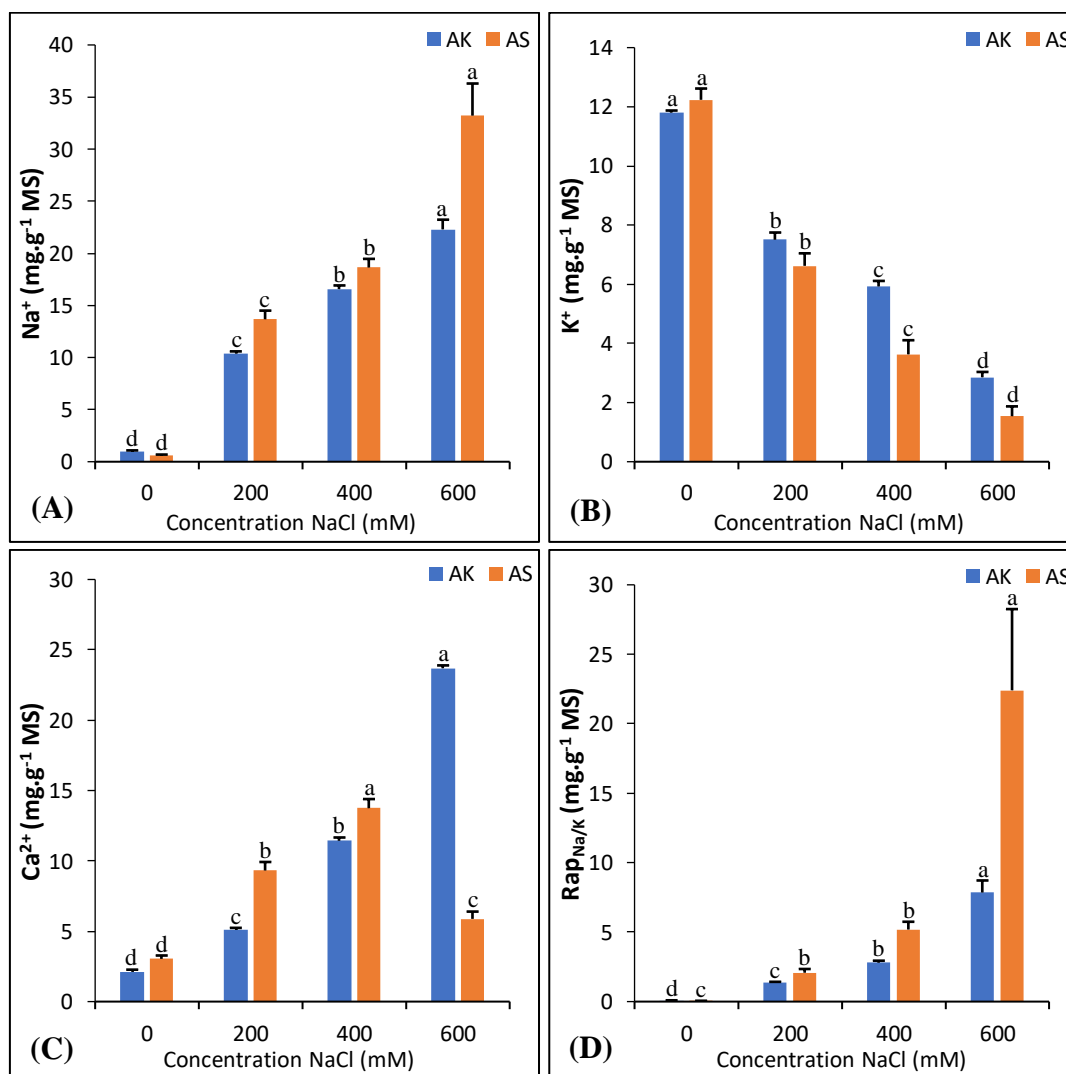 AK AS
Na⁺ (mg.g⁻¹ MS)
40
35
30
25
20
15
10
5
0
d d c c b b a a
0 200 400 600
Concentration NaCl (mM)
(A)
AK AS
K⁺ (mg.g⁻¹ MS)
14
12
10
8
6
4
2
0
a a b b c c d d
0 200 400 600
Concentration NaCl (mM)
(B)
AK AS
Ca²⁺ (mg.g⁻¹ MS)
30
25
20
15
10
5
0
d d c b b a a c
0 200 400 600
Concentration NaCl (mM)
(C)
AK AS
Rap_Na/K (mg.g⁻¹ MS)
30
25
20
15
10
5
0
d c c b b b a a
0 200 400 600
Concentration NaCl (mM)
(D)